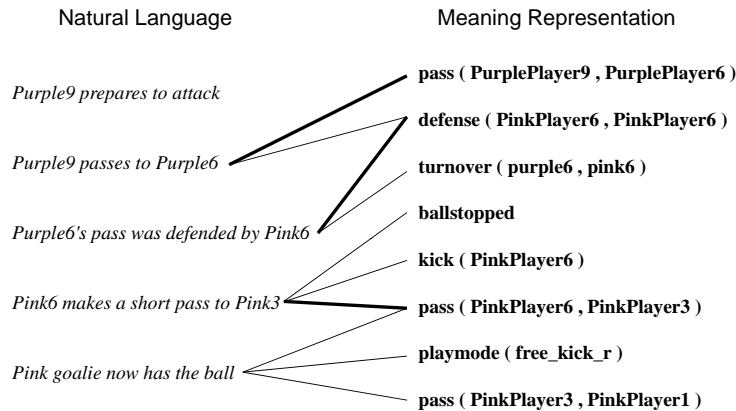 Natural Language
Meaning Representation
Purple9 prepares to attack
Purple9 passes to Purple6
Purple6's pass was defended by Pink6
Pink6 makes a short pass to Pink3
Pink goalie now has the ball
pass ( PurplePlayer9 , PurplePlayer6 )
defense ( PinkPlayer6 , PinkPlayer6 )
turnover ( purple6 , pink6 )
ballstopped
kick ( PinkPlayer6 )
pass ( PinkPlayer6 , PinkPlayer3 )
playmode ( free_kick_r )
pass ( PinkPlayer3 , PinkPlayer1 )